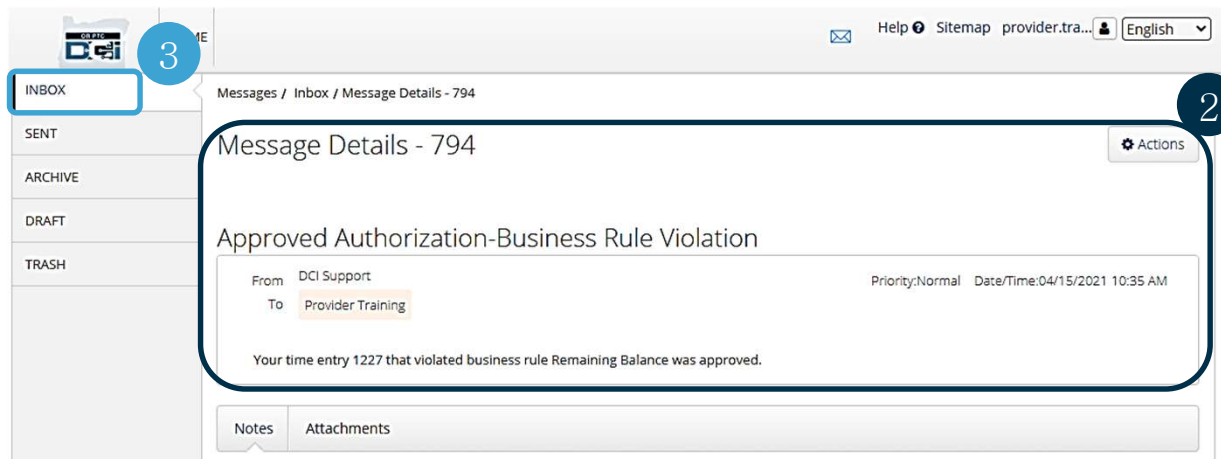 OR PTC
DCi
3
ME
Help Sitemap provider.tra... English
INBOX
Messages / Inbox / Message Details - 794
2
SENT
Message Details - 794
Actions
ARCHIVE
DRAFT
Approved Authorization-Business Rule Violation
TRASH
From DCI Support
Priority:Normal Date/Time:04/15/2021 10:35 AM
To Provider Training
Your time entry 1227 that violated business rule Remaining Balance was approved.
Notes Attachments